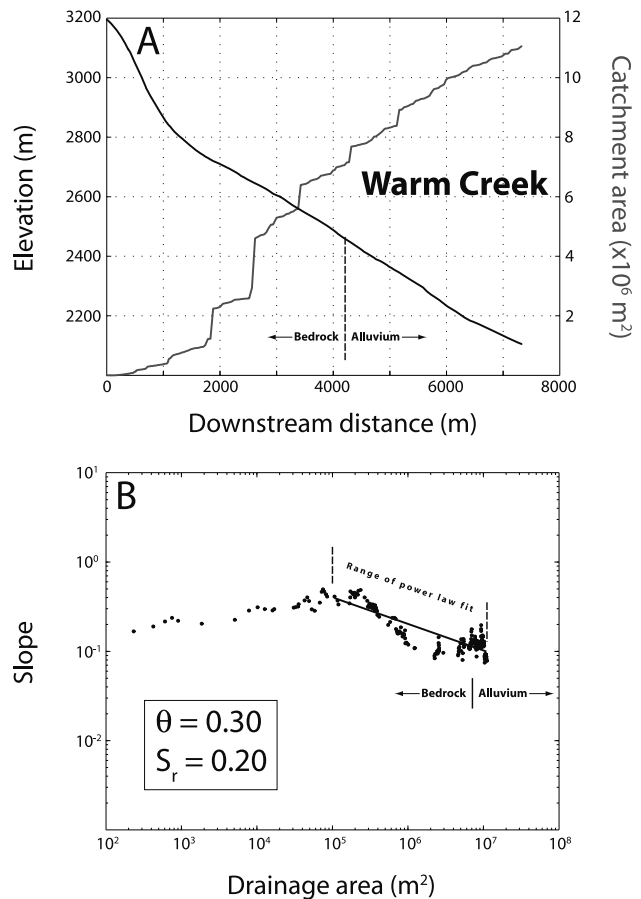 A
3200
3000
2800
2600
2400
2200
12
10
8
6
4
2
Elevation (m)
Catchment area (x10⁶ m²)
Warm Creek
Bedrock
Alluvium
0
2000
4000
6000
8000
Downstream distance (m)
B
10¹
10⁰
10⁻¹
10⁻²
Slope
Range of power law fit
Bedrock
Alluvium
θ = 0.30
Sᵣ = 0.20
10²
10³
10⁴
10⁵
10⁶
10⁷
10⁸
Drainage area (m²)